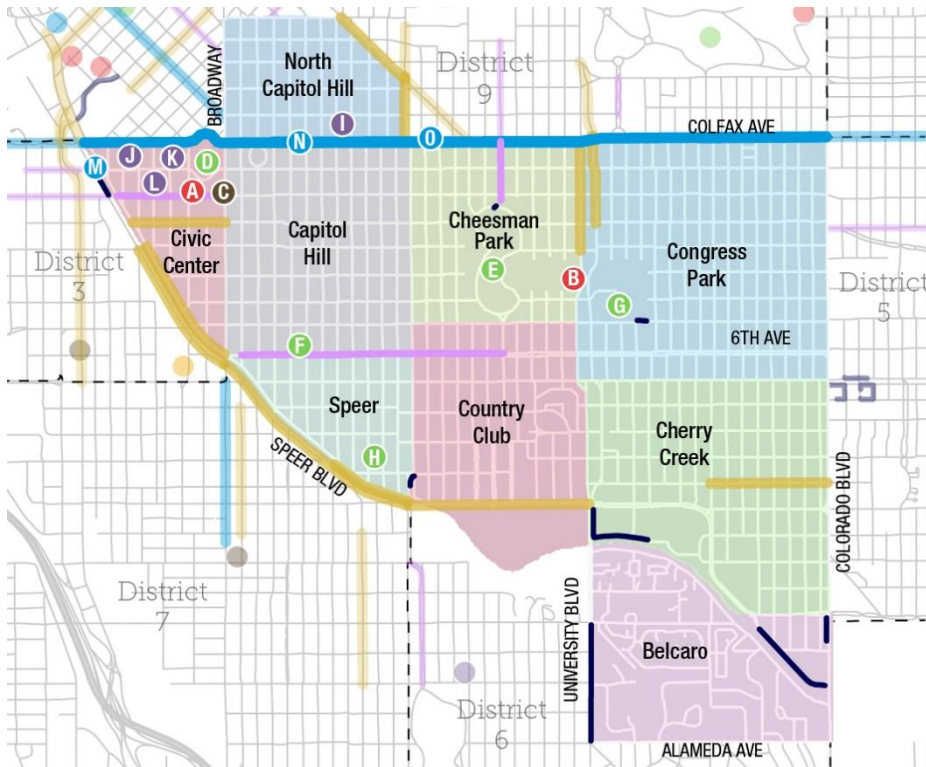 North
Capitol Hill
District
9
BROADWAY
I
COLFAX AVE
N
O
J
K
D
M
L
A
C
Cheesman
Park
Civic
Center
Capitol
Hill
Congress
Park
District
3
E
B
G
District
5
F
6TH AVE
Speer
Country
Club
Cherry
Creek
H
SPEER BLVD
COLORADO BLVD
District
7
UNIVERSITY BLVD
Belcaro
District
6
ALAMEDA AVE